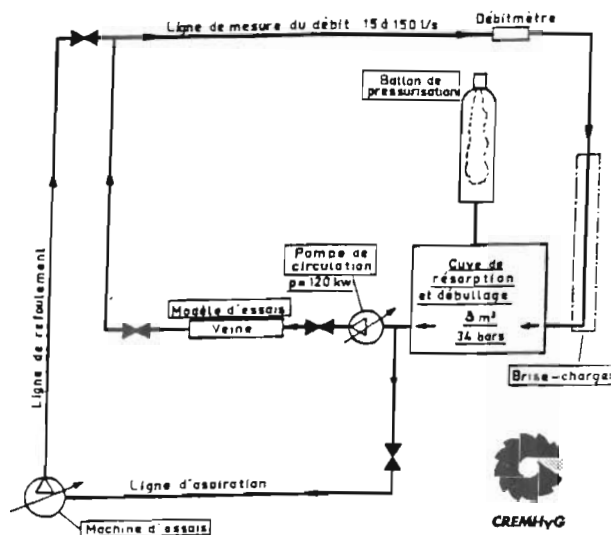 Ligne de mesure du débit 15 à 150 l/s
Débitmètre
Ballon de
pressurisation
Pompe de
circulation
p=120 kw
Cuve de
résorption
et débullage
8 m³
34 bars
Modèle d'essais
Veine
Ligne de refoulement
Brise-charge
Ligne d'aspiration
Machine d'essais
CREMHyG